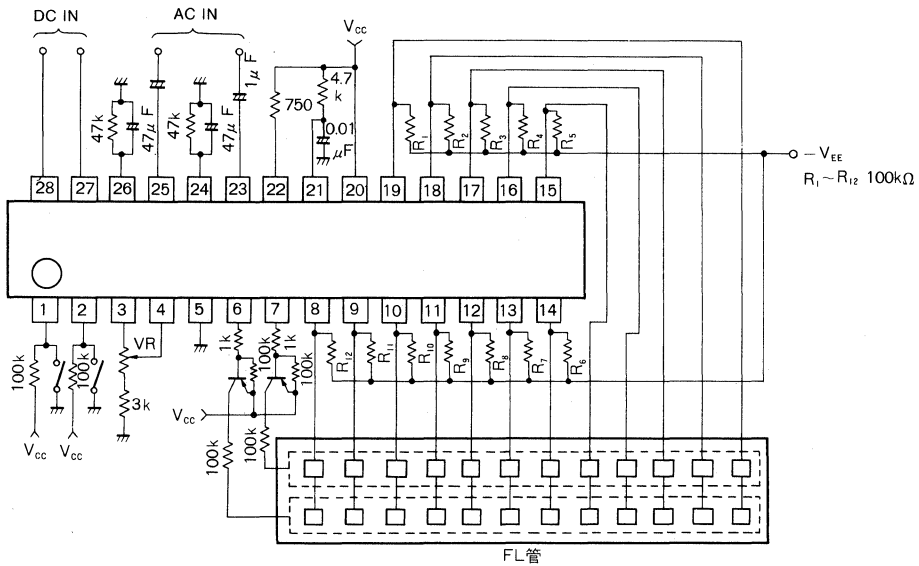 DC IN AC IN
Vcc
47k
47μF
47k
47μF
1μ F
750
4.7 k
0.01 μF
R1 R2 R3 R4 R5
−VEE
R1~R12 100kΩ
28 27 26 25 24 23 22 21 20 19 18 17 16 15
1 2 3 4 5 6 7 8 9 10 11 12 13 14
100k
100k
VR
3k
Vcc Vcc
1k
100k
1k
100k
R12 R11 R10 R9 R8 R7 R6
Vcc
100k
100k
FL管